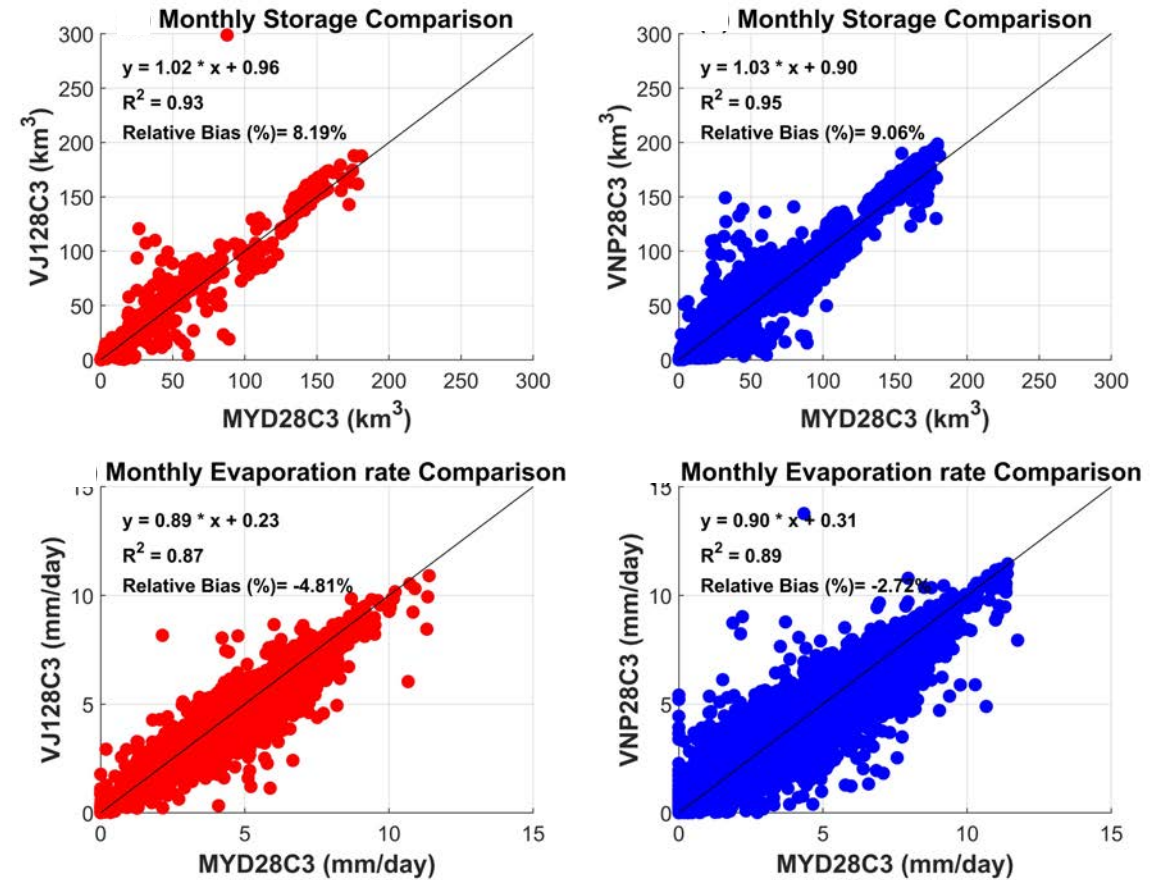 Monthly Storage Comparison
300
250
200
150
100
50
0
VJ128C3 (km³)
y = 1.02 * x + 0.96
R² = 0.93
Relative Bias (%)= 8.19%
0 50 100 150 200 250 300
MYD28C3 (km³)
Monthly Storage Comparison
300
250
200
150
100
50
0
VNP28C3 (km³)
y = 1.03 * x + 0.90
R² = 0.95
Relative Bias (%)= 9.06%
0 50 100 150 200 250 300
MYD28C3 (km³)
Monthly Evaporation rate Comparison
15
10
5
0
VJ128C3 (mm/day)
y = 0.89 * x + 0.23
R² = 0.87
Relative Bias (%)= -4.81%
0 5 10 15
MYD28C3 (mm/day)
Monthly Evaporation rate Comparison
15
10
5
0
VNP28C3 (mm/day)
y = 0.90 * x + 0.31
R² = 0.89
Relative Bias (%)= -2.72%
0 5 10 15
MYD28C3 (mm/day)